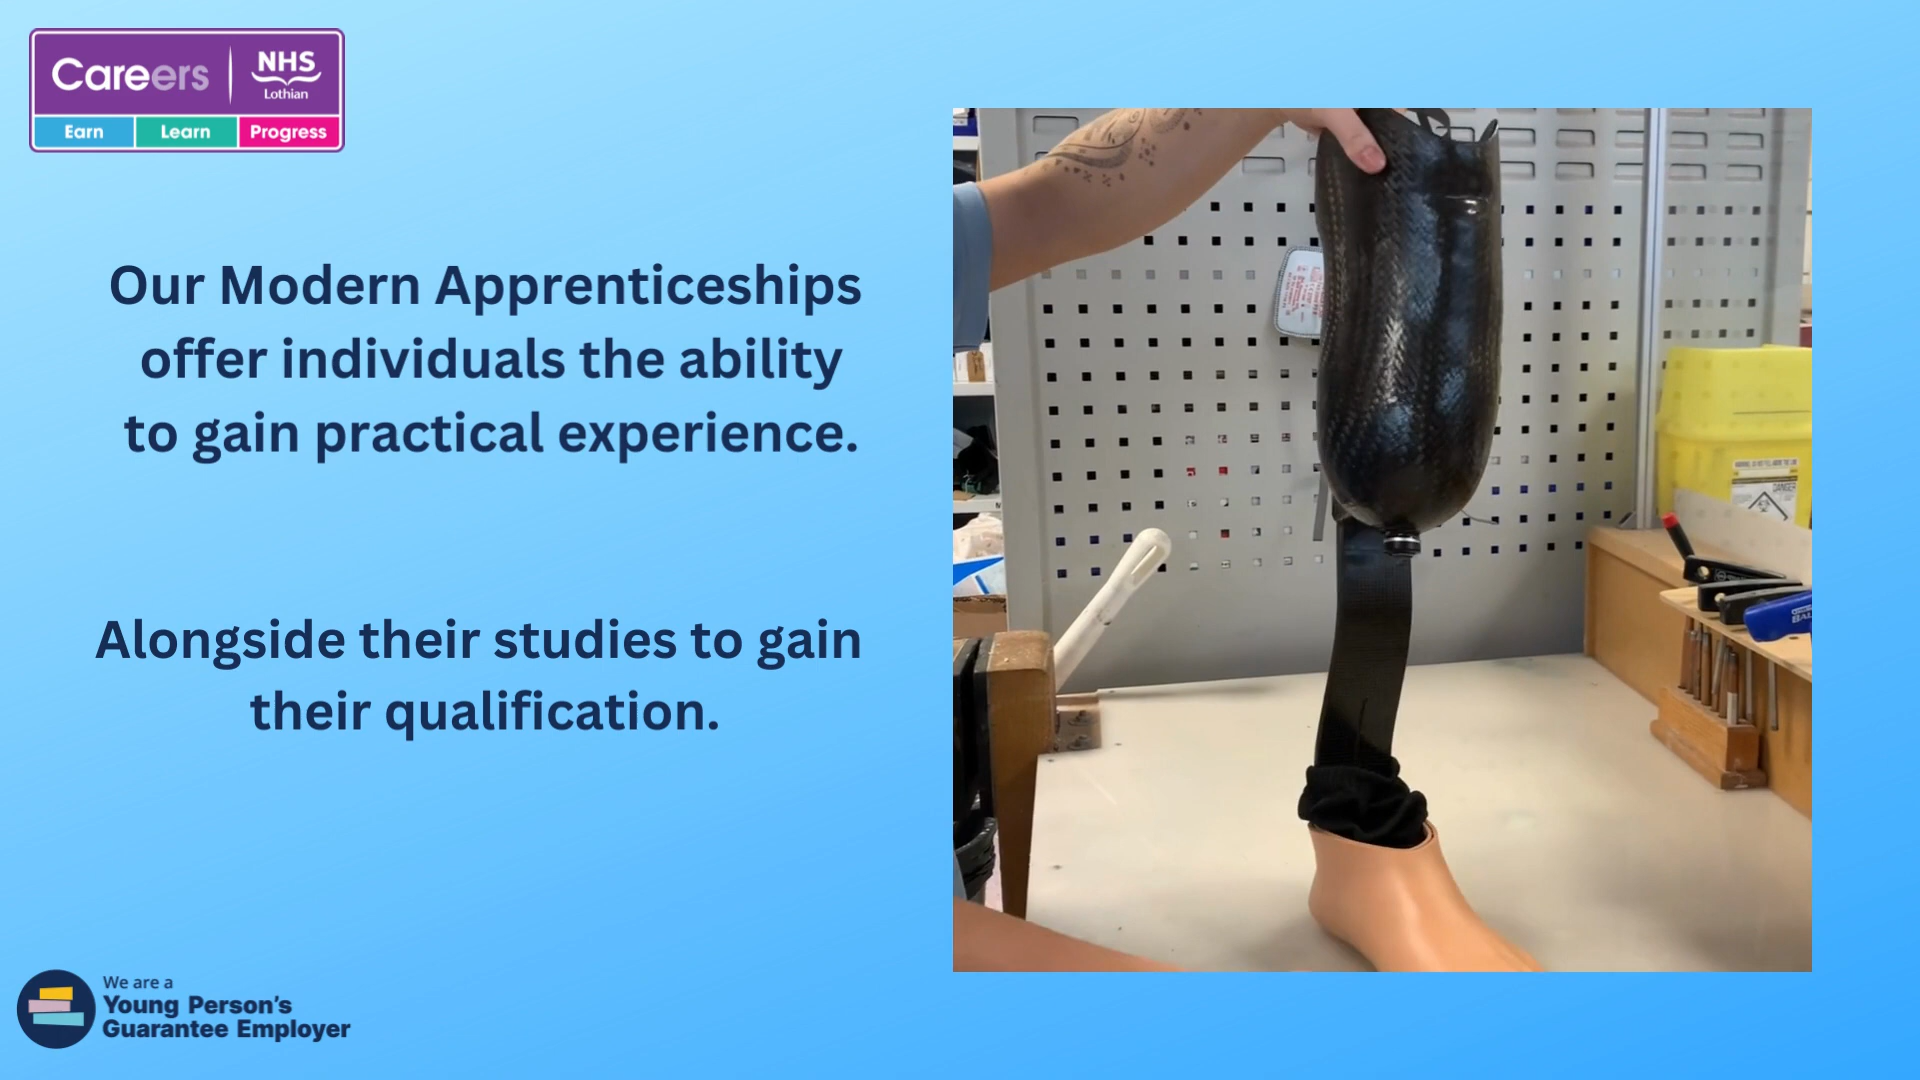 Careers
NHS
Lothian
Earn
Learn
Progress
Our Modern Apprenticeships
offer individuals the ability
to gain practical experience.
Alongside their studies to gain
their qualification.
We are a
Young Person's
Guarantee Employer
DANGER